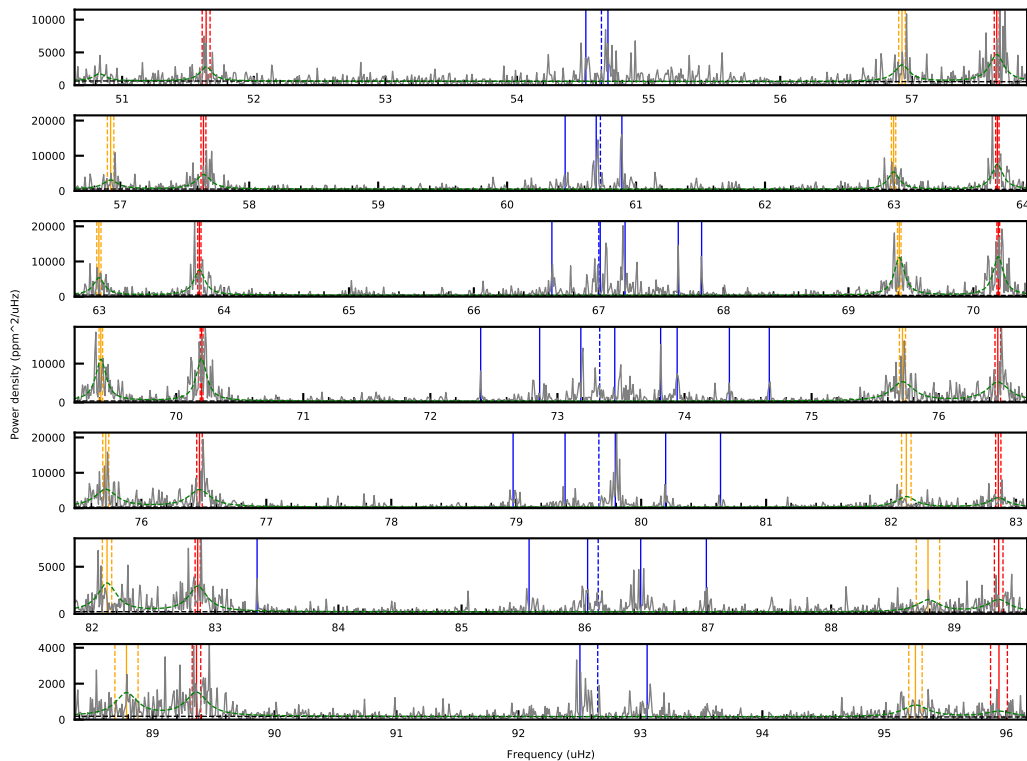 10000
5000
0
51 52 53 54 55 56 57
20000
10000
0
57 58 59 60 61 62 63 64
20000
10000
0
63 64 65 66 67 68 69 70
10000
0
70 71 72 73 74 75 76
20000
10000
0
76 77 78 79 80 81 82 83
5000
0
82 83 84 85 86 87 88 89
4000
2000
0
89 90 91 92 93 94 95 96
Power density (ppm^2/uHz)
Frequency (uHz)